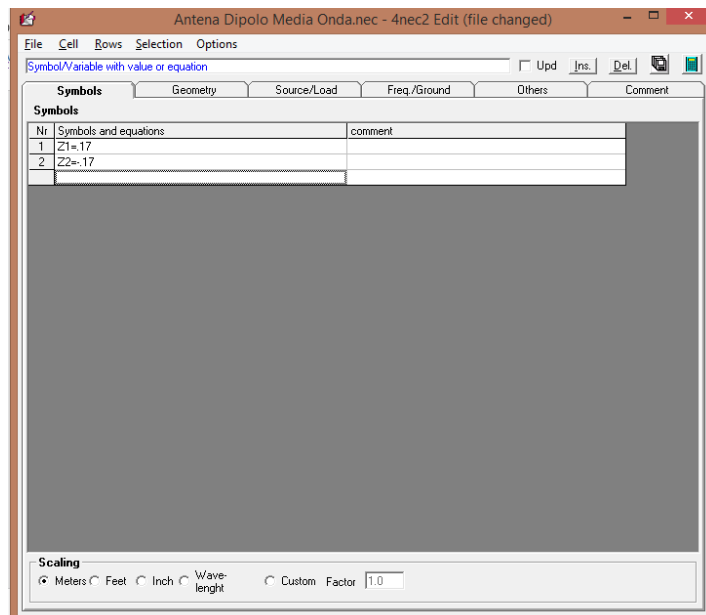 Antena Dipolo Media Onda.nec - 4nec2 Edit (file changed)
File Cell Rows Selection Options
Symbol/Variable with value or equation Upd Ins. Del.
Symbols Geometry Source/Load Freq./Ground Others Comment
Symbols
Nr Symbols and equations comment
1 Z1=.17
2 Z2=-.17
Scaling
Meters Feet Inch Wave-lenght Custom Factor 1.0